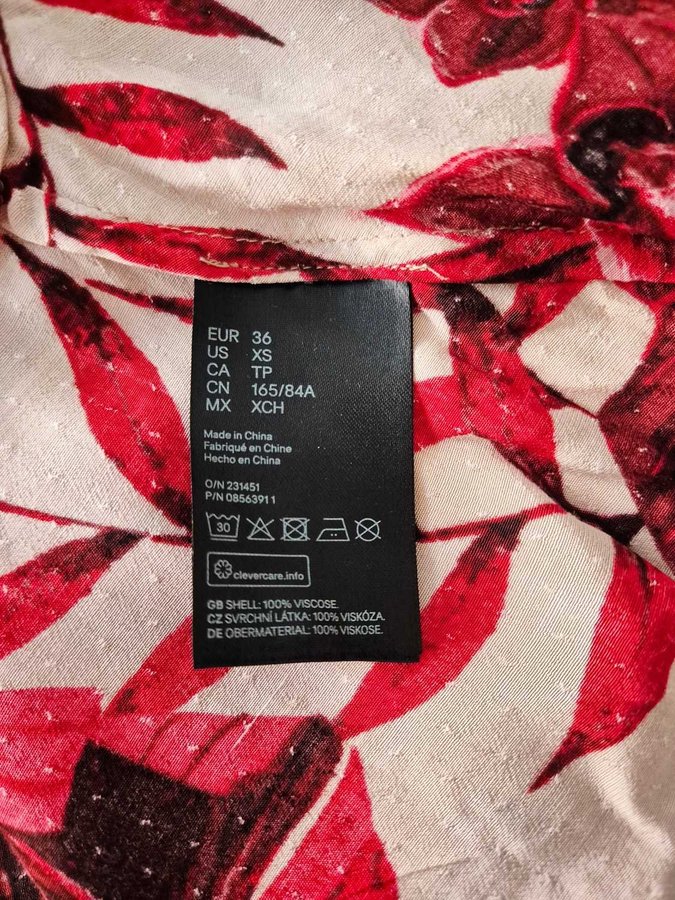 EUR 36
US XS
CA TP
CN 165/84A
MX XCH
Made in China
Fabriqué en Chine
Hecho en China
O/N 231451
P/N 08563911
30
clevercare.info
GB SHELL: 100% VISCOSE.
CZ SVRCHNÍ LÁTKA: 100% VISKÓZA.
DE OBERMATERIAL: 100% VISKOSE.